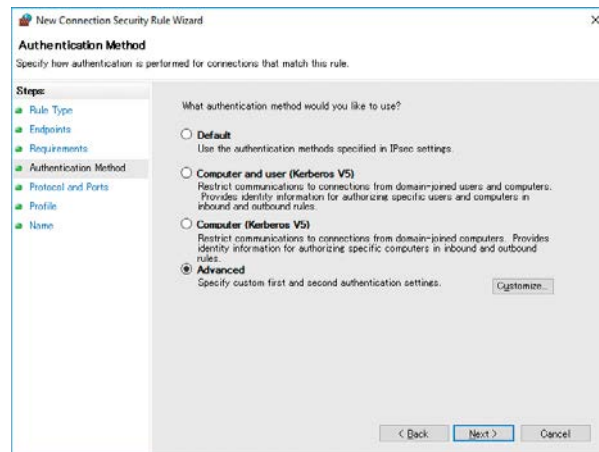 New Connection Security Rule Wizard
Authentication Method
Specify how authentication is performed for connections that match this rule.
Steps:
Rule Type
Endpoints
Requirements
Authentication Method
Protocol and Ports
Profile
Name
What authentication method would you like to use?
Default
Use the authentication methods specified in IPsec settings.
Computer and user (Kerberos V5)
Restrict communications to connections from domain-joined users and computers.
Provides identity information for authorizing specific users and computers in
inbound and outbound rules.
Computer (Kerberos V5)
Restrict communications to connections from domain-joined computers. Provides
identity information for authorizing specific computers in inbound and outbound
rules.
Advanced
Specify custom first and second authentication settings.
Customize...
< Back
Next >
Cancel